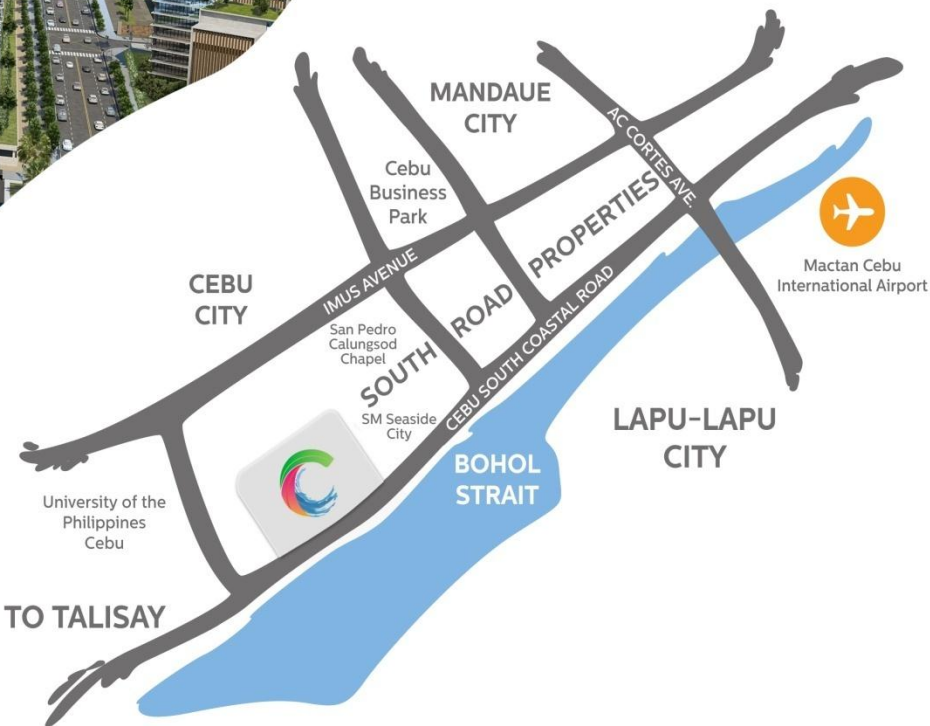 MANDAUE
CITY
AC CORTES AVE.
Cebu
Business
Park
SOUTH ROAD PROPERTIES
Mactan Cebu
International Airport
CEBU
CITY
IMUS AVENUE
San Pedro
Calungsod
Chapel
CEBU SOUTH COASTAL ROAD
SM Seaside
City
LAPU-LAPU
CITY
BOHOL
STRAIT
University of the
Philippines
Cebu
TO TALISAY